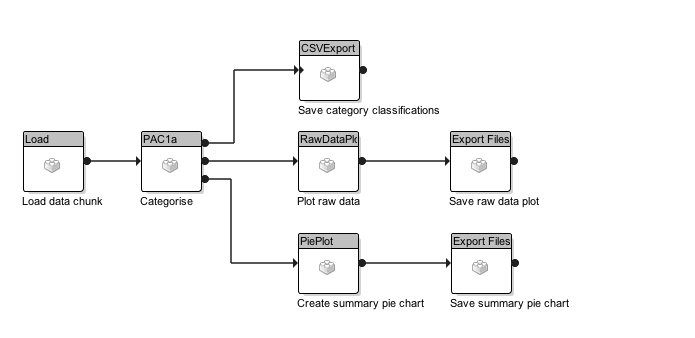 CSVExport
Save category classifications
Load
Load data chunk
PAC1a
Categorise
RawDataPlo
Plot raw data
Export Files
Save raw data plot
PiePlot
Create summary pie chart
Export Files
Save summary pie chart